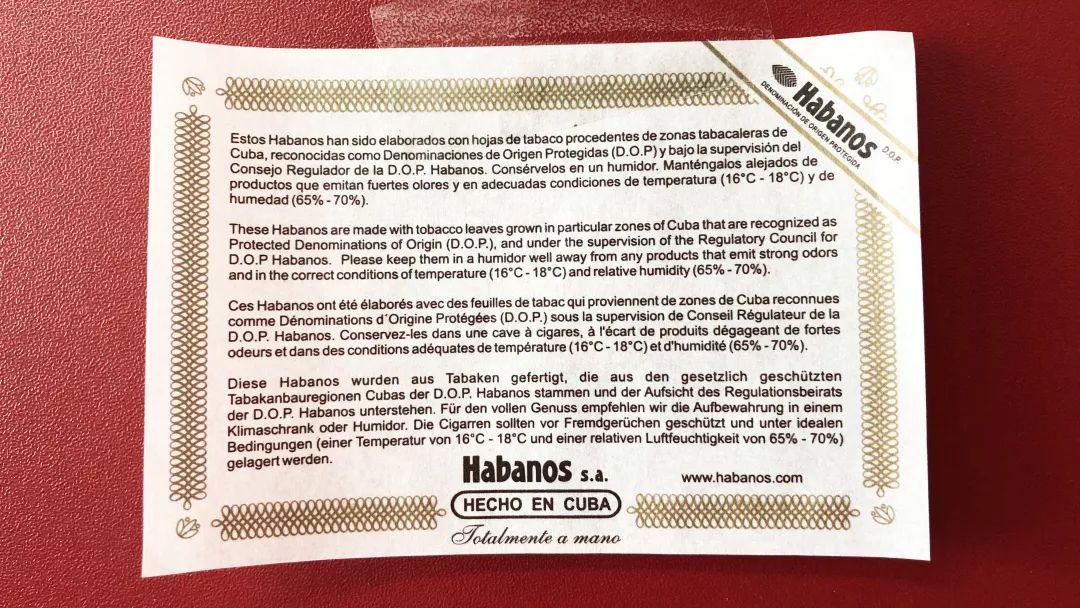 Habanos
DENOMINACIÓN DE ORIGEN PROTEGIDA
D.O.P.
Estos Habanos han sido elaborados con hojas de tabaco procedentes de zonas tabacaleras de
Cuba, reconocidas como Denominaciones de Origen Protegidas (D.O.P) y bajo la supervisión del
Consejo Regulador de la D.O.P. Habanos. Consérvelos en un humidor. Manténgalos alejados de
productos que emitan fuertes olores y en adecuadas condiciones de temperatura (16°C - 18°C) y de
humedad (65% - 70%).
These Habanos are made with tobacco leaves grown in particular zones of Cuba that are recognized as
Protected Denominations of Origin (D.O.P.), and under the supervision of the Regulatory Council for
D.O.P Habanos. Please keep them in a humidor well away from any products that emit strong odors
and in the correct conditions of temperature (16°C - 18°C) and relative humidity (65% - 70%).
Ces Habanos ont été élaborés avec des feuilles de tabac qui proviennent de zones de Cuba reconnues
comme Dénominations d´Origine Protégées (D.O.P.) sous la supervision de Conseil Régulateur de la
D.O.P. Habanos. Conservez-les dans une cave à cigares, à l'écart de produits dégageant de fortes
odeurs et dans des conditions adéquates de température (16°C - 18°C) et d'humidité (65% - 70%).
Diese Habanos wurden aus Tabaken gefertigt, die aus den gesetzlich geschützten
Tabakanbauregionen Cubas der D.O.P. Habanos stammen und der Aufsicht des Regulationsbeirats
der D.O.P. Habanos unterstehen. Für den vollen Genuss empfehlen wir die Aufbewahrung in einem
Klimaschrank oder Humidor. Die Cigarren sollten vor Fremdgerüchen geschützt und unter idealen
Bedingungen (einer Temperatur von 16°C - 18°C und einer relativen Luftfeuchtigkeit von 65% - 70%)
gelagert werden.
Habanos s.a.
www.habanos.com
HECHO EN CUBA
Totalmente a mano